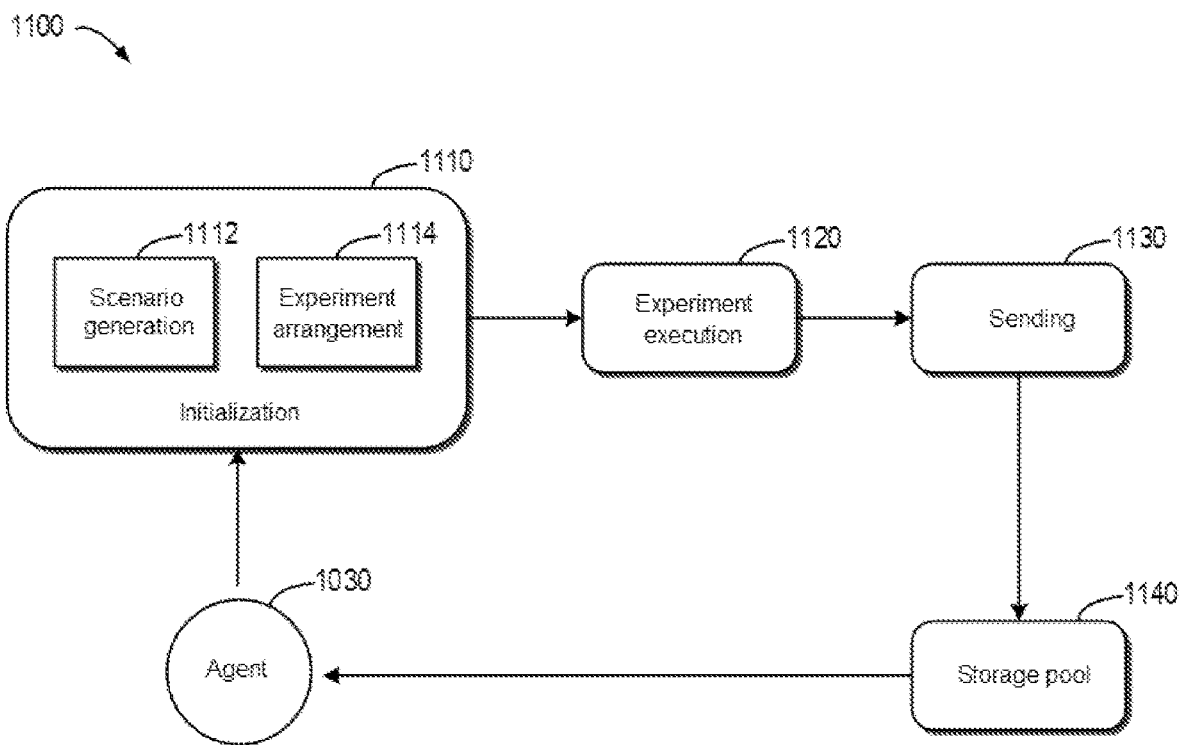 1100
1110
1112
1114
Scenario
generation
Experiment
arrangement
Initialization
1120
Experiment
execution
1130
Sending
1030
Agent
1140
Storage pool